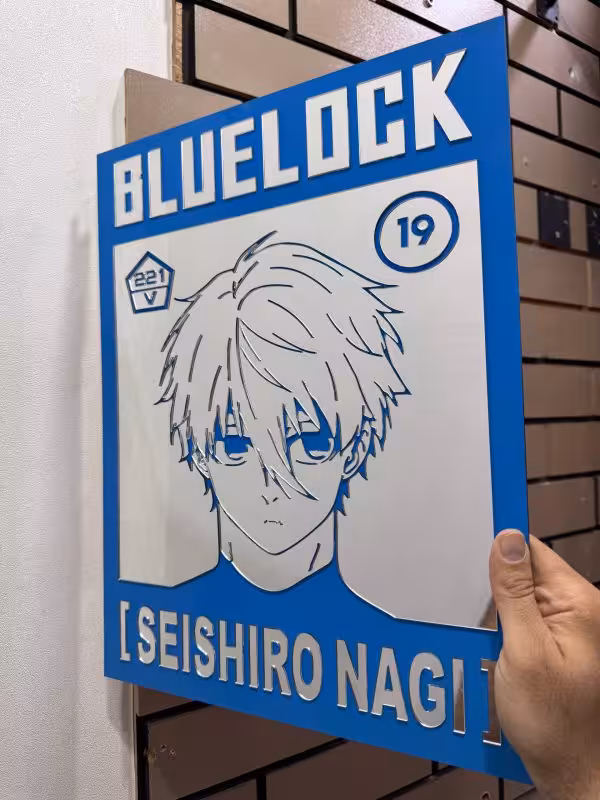 BLUELOCK
19
221
V
[ SEISHIRO NAGI ]